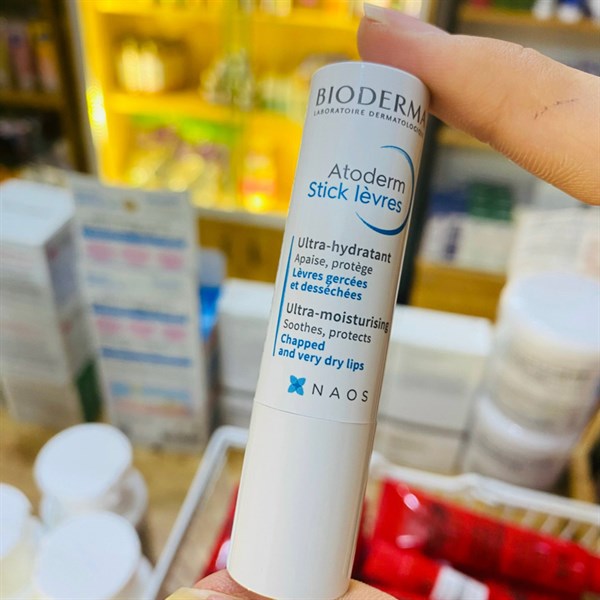 BIODERMA
LABORATOIRE DERMATOLOGIQUE
Atoderm
Stick lèvres
Ultra-hydratant
Apaise, protège
Lèvres gercées
et desséchées
Ultra-moisturising
Soothes, protects
Chapped
and very dry lips
NAOS